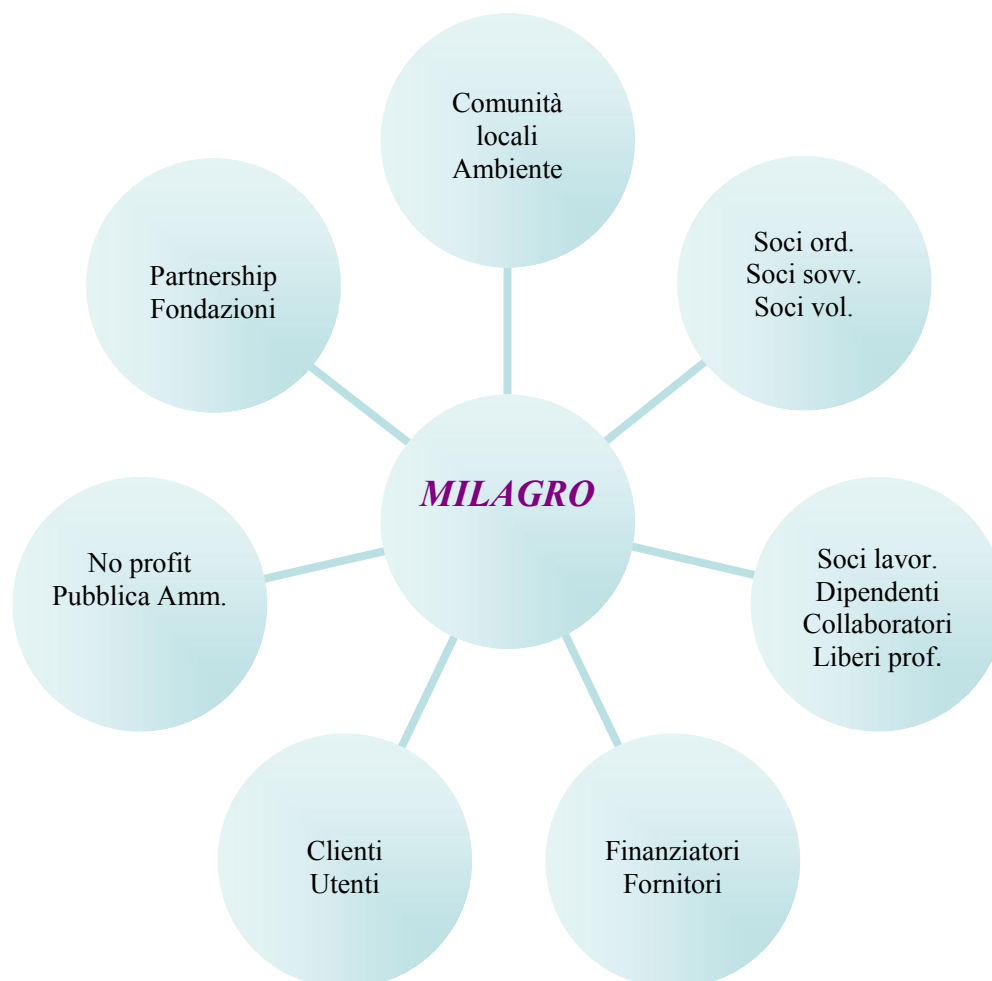 Comunità
locali
Ambiente
Soci ord.
Soci sovv.
Soci vol.
Partnership
Fondazioni
MILAGRO
No profit
Pubblica Amm.
Soci lavor.
Dipendenti
Collaboratori
Liberi prof.
Clienti
Utenti
Finanziatori
Fornitori